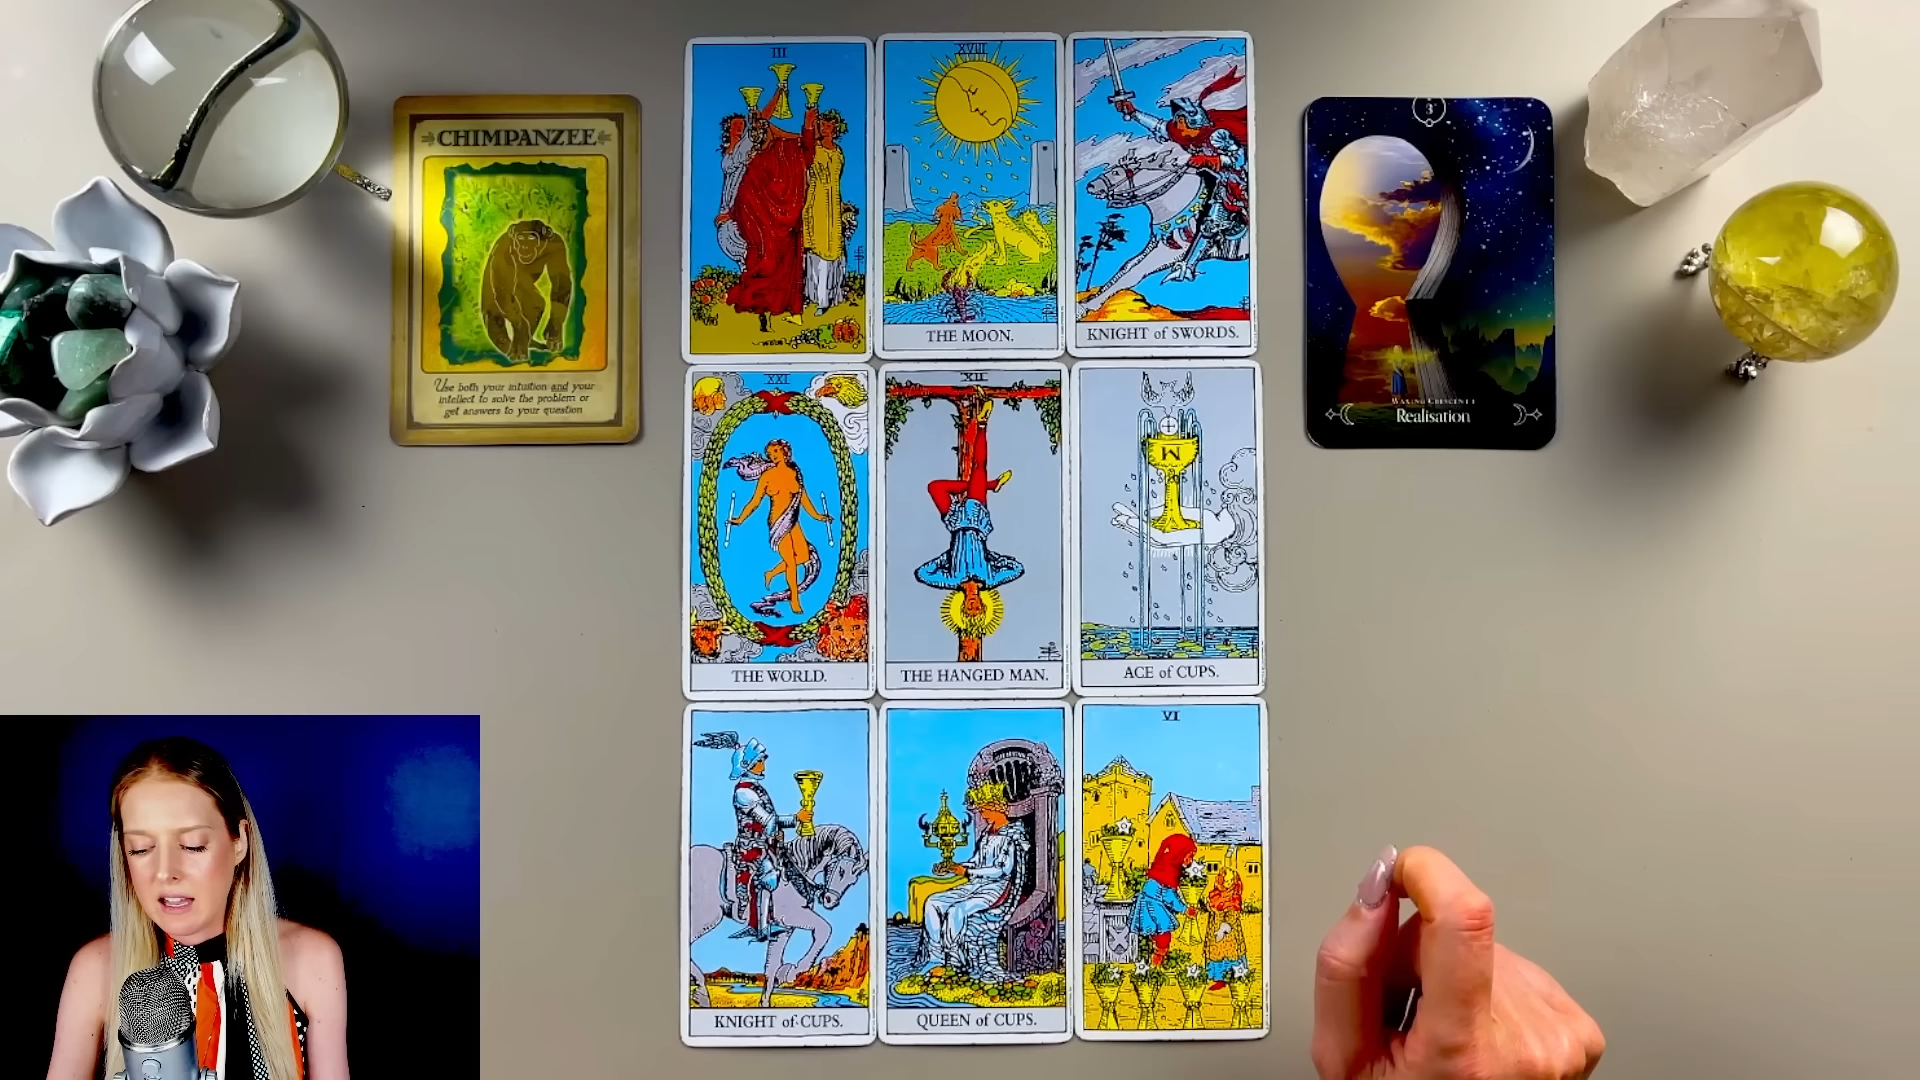 CHIMPANZEE
Use both your intuition and your
intellect to solve the problem or
get answers to your question
III
XVIII
THE MOON.
KNIGHT of SWORDS.
3
WAXING CRESCENT
Realisation
XXI
THE WORLD.
XII
THE HANGED MAN.
M
ACE of CUPS.
KNIGHT of CUPS.
QUEEN of CUPS.
VI